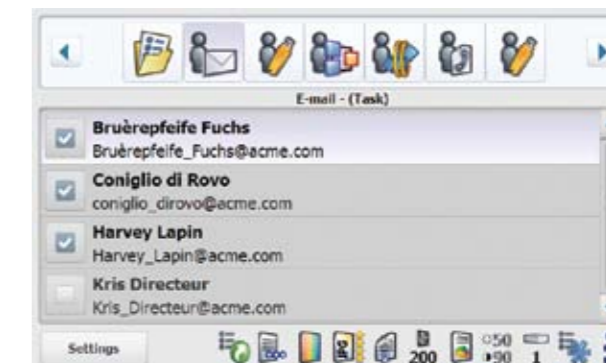 E-mail - (Task)
Bruèrepfeife Fuchs
Bruèrepfeife_Fuchs@acme.com
Coniglio di Rovo
coniglio_dirovo@acme.com
Harvey Lapin
Harvey_Lapin@acme.com
Kris Directeur
Kris_Directeur@acme.com
Settings
200
50
90
1